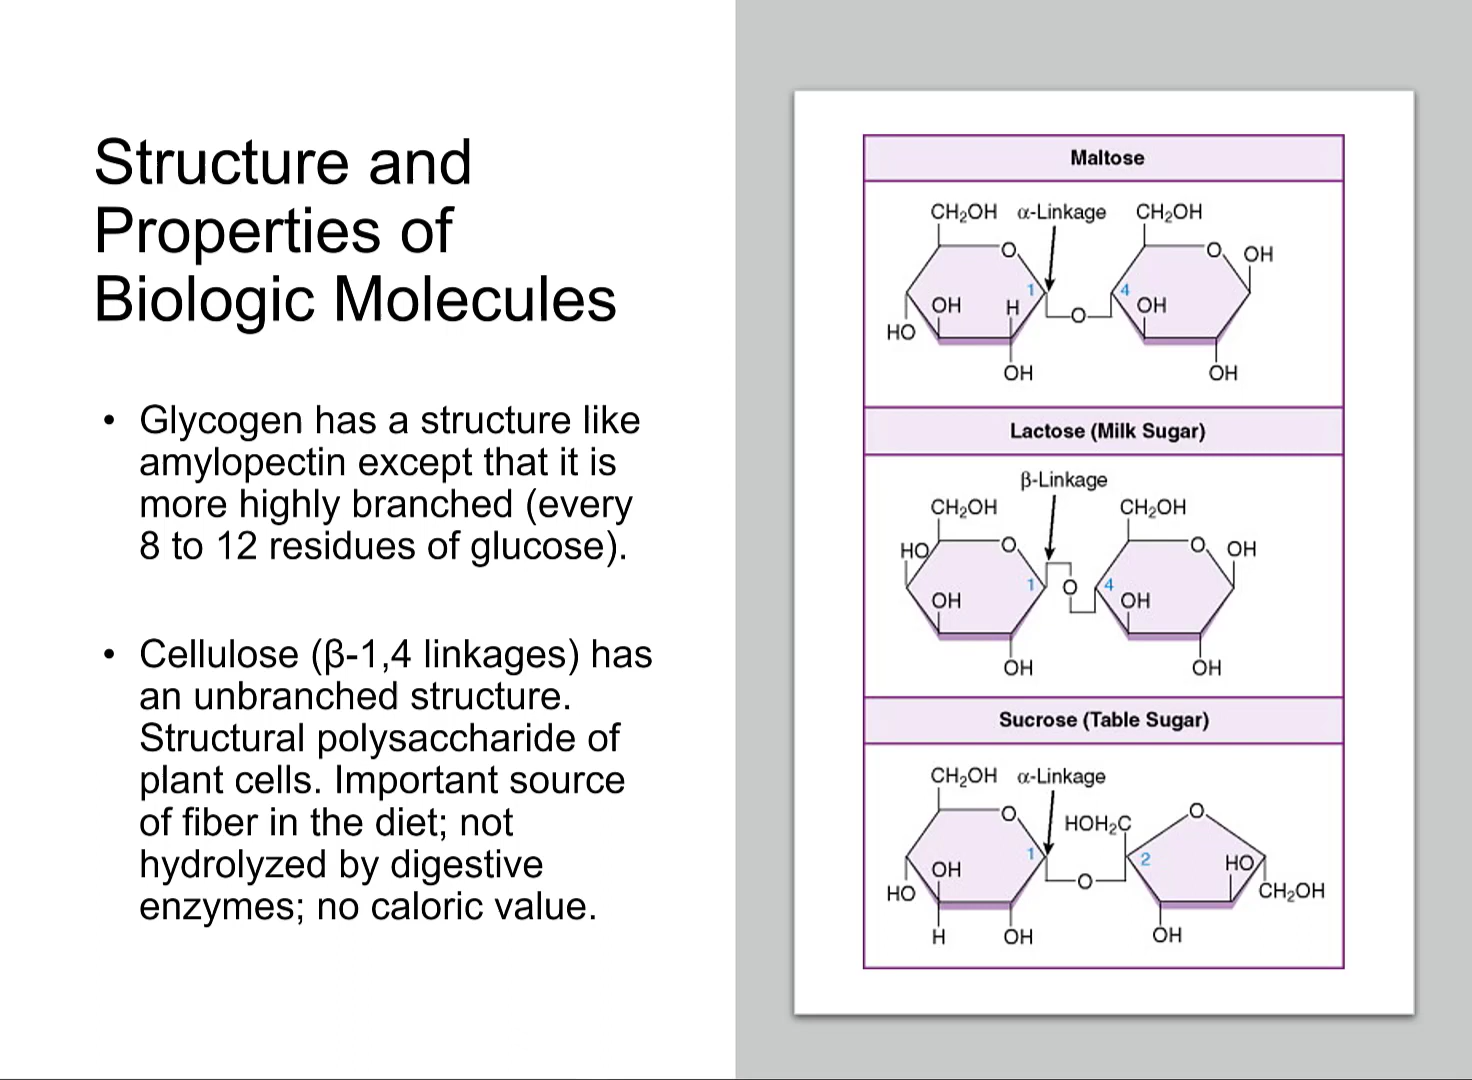 Structure and
Properties of
Biologic Molecules
• Glycogen has a structure like
amylopectin except that it is
more highly branched (every
8 to 12 residues of glucose).
• Cellulose (β-1,4 linkages) has
an unbranched structure.
Structural polysaccharide of
plant cells. Important source
of fiber in the diet; not
hydrolyzed by digestive
enzymes; no caloric value.
Maltose
CH₂OH α-Linkage CH₂OH
O O OH
1 4
OH H O OH
HO
OH OH
Lactose (Milk Sugar)
β-Linkage
CH₂OH CH₂OH
HO O O OH
1 O 4
OH OH
OH OH
Sucrose (Table Sugar)
CH₂OH α-Linkage
O HOH₂C O
1 2 HO
OH O
HO CH₂OH
H OH OH